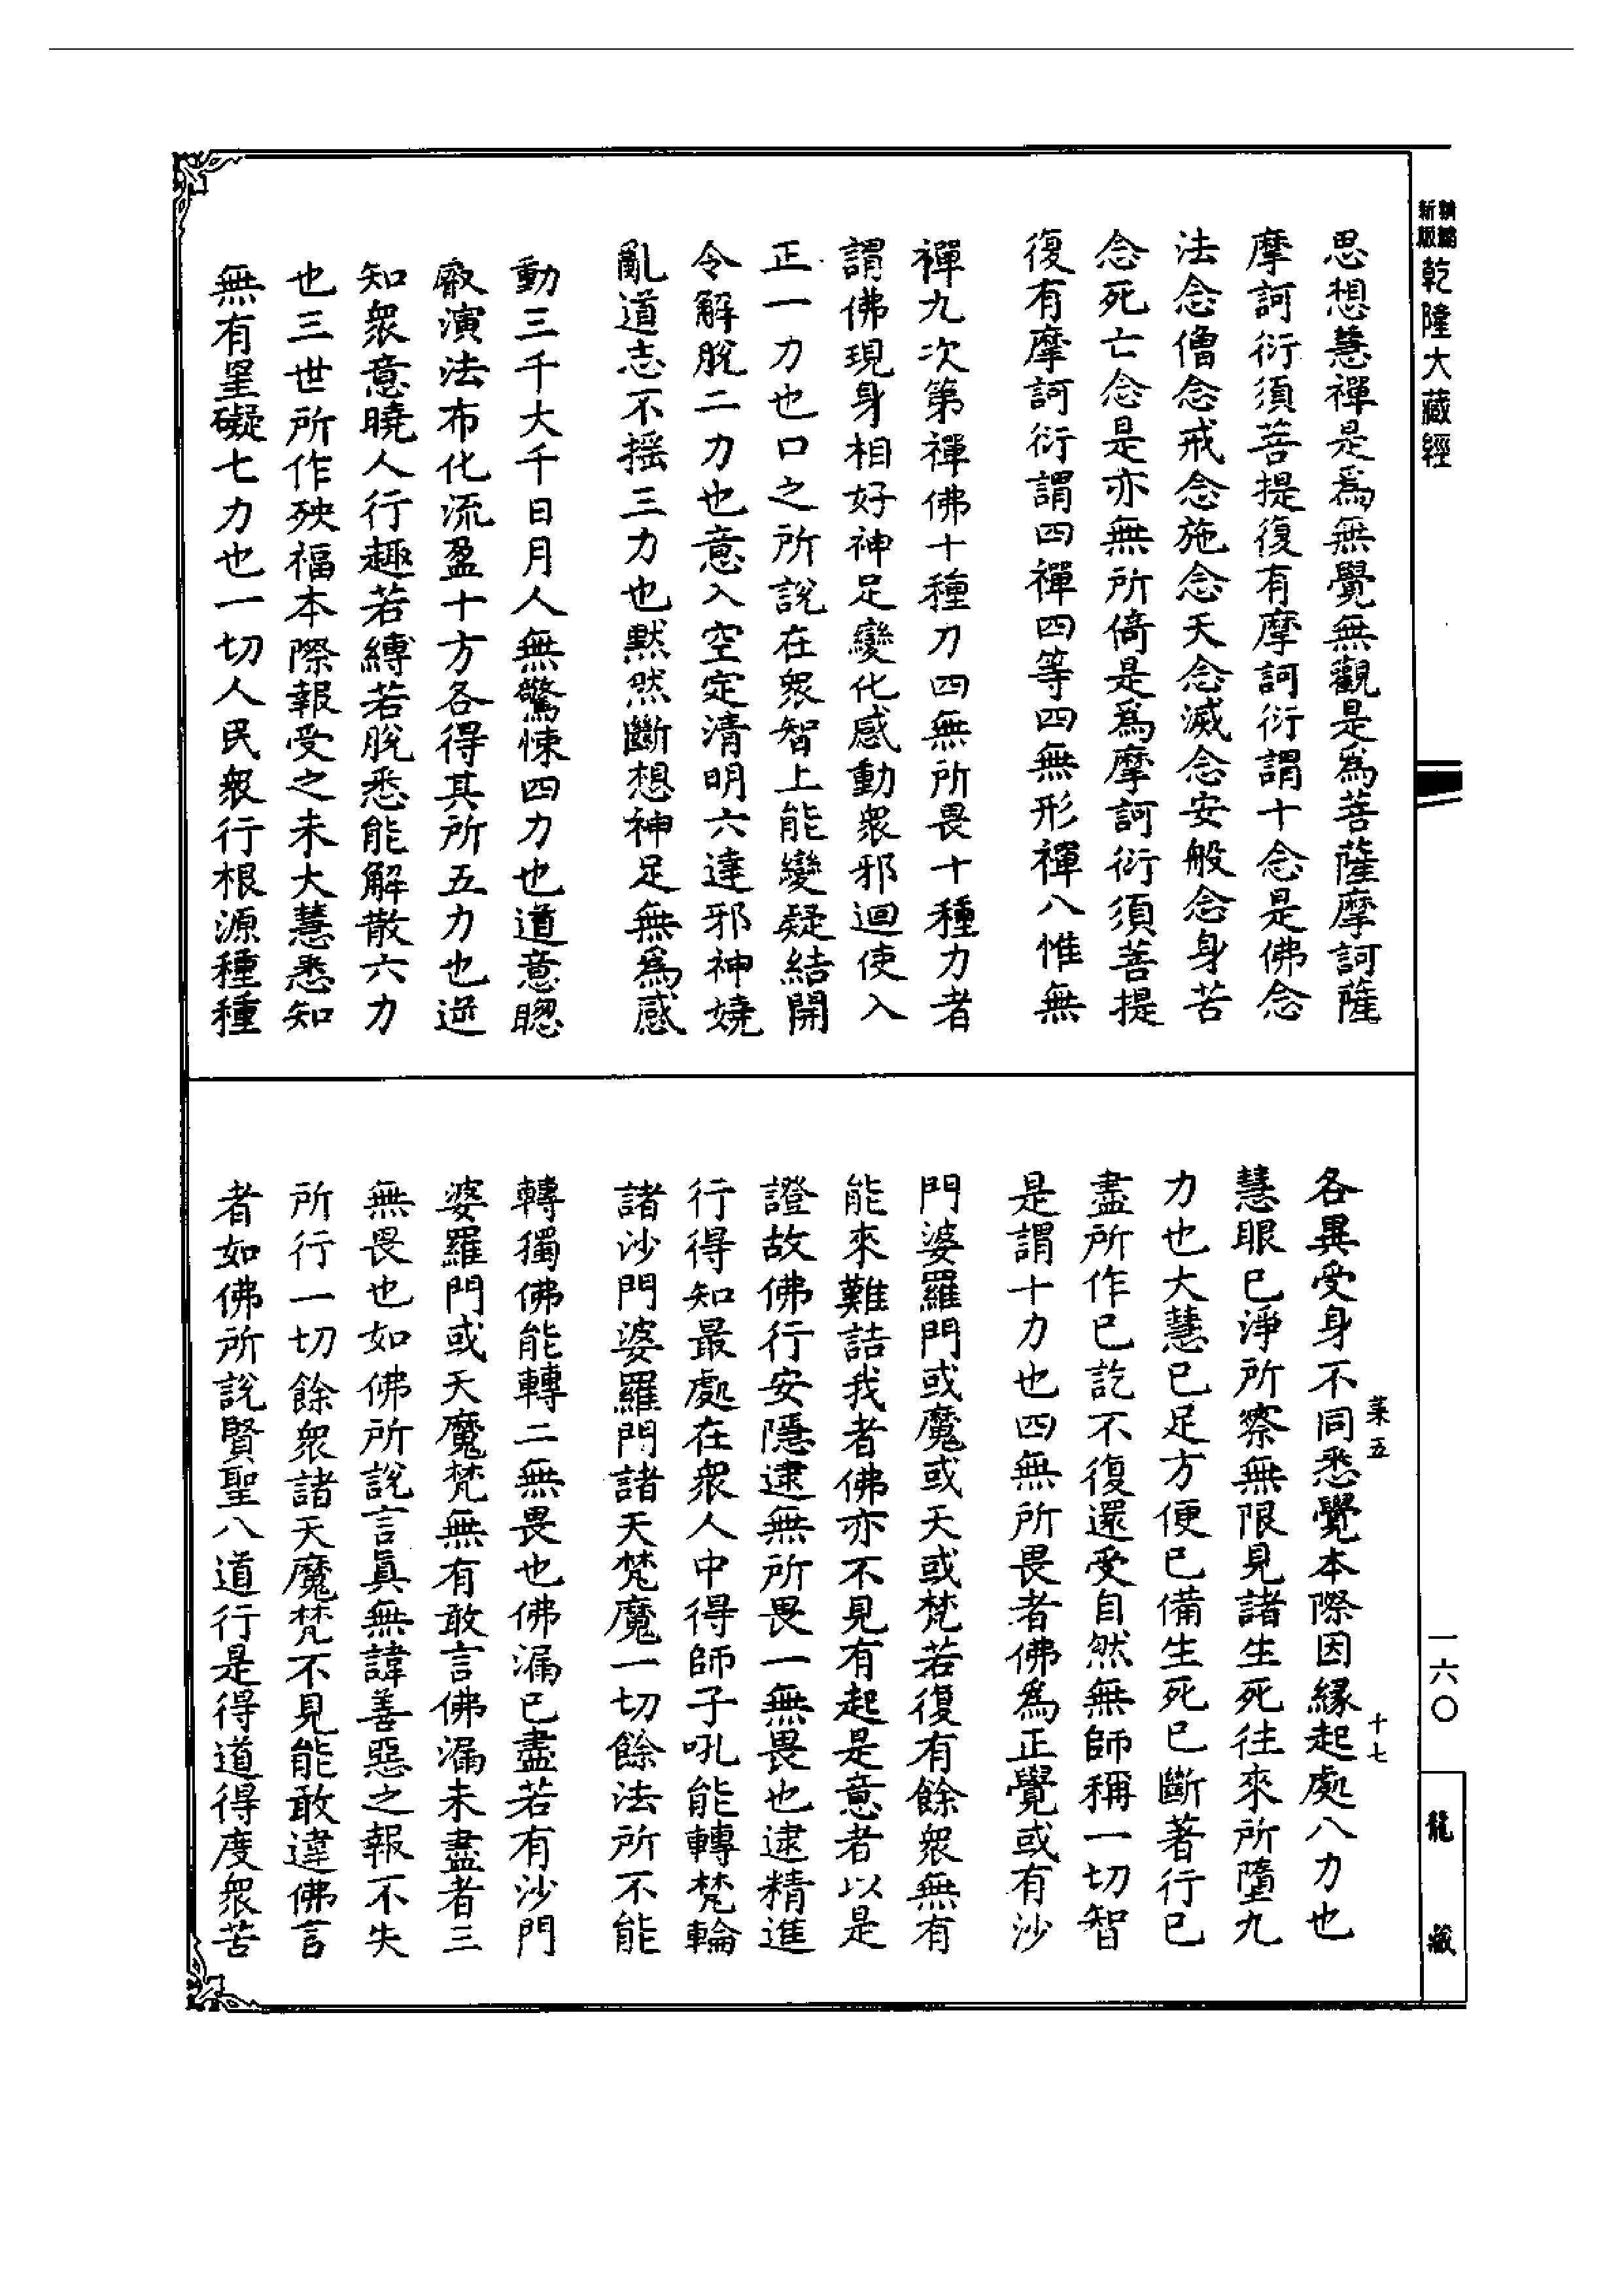 新編
新版
乾隆大藏經
思想慧禪是為無覺無觀是為菩薩摩訶薩
摩訶衍須菩提復有摩訶衍謂十念是佛念
法念僧念戒念施念天念滅念安般念身苦
念死亡念是亦無所倚是為摩訶衍須菩提
復有摩訶衍謂四禪四等四無形禪八惟無
禪九次第禪佛十種力四無所畏十種力者
謂佛現身相好神足變化感動衆邪迴使入
正一力也口之所說在衆智上能變疑結開
令解脫二力也意入空定清明六達邪神嬈
亂道志不搖三力也默然斷想神足無為感
動三千大千日月人無驚悚四力也道意聰
叡演法布化流盈十方各得其所五力也逆
知衆意曉人行趣若縛若脫悉能解散六力
也三世所作殃福本際報受之未大慧悉知
無有罣礙七力也一切人民衆行根源種種
各異受身不同悉覺本際因緣起處八力也
慧眼已淨所察無限見諸生死往來所墮九
力也大慧已足方便已備生死已斷著行已
盡所作已訖不復還受自然無師稱一切智
是謂十力也四無所畏者佛為正覺或有沙
門婆羅門或魔或天或梵若復有餘衆無有
能來難詰我者佛亦不見有起是意者以是
證故佛行安隱逮無所畏一無畏也逮精進
行得知最處在衆人中得師子吼能轉梵輪
諸沙門婆羅門諸天梵魔一切餘法所不能
轉獨佛能轉二無畏也佛漏已盡若有沙門
婆羅門或天魔梵無有敢言佛漏未盡者三
無畏也如佛所說言真無諱善惡之報不失
所行一切餘衆諸天魔梵不見能敢違佛言
者如佛所說賢聖八道行是得道得度衆苦
菜五
十七
一六〇
龍藏